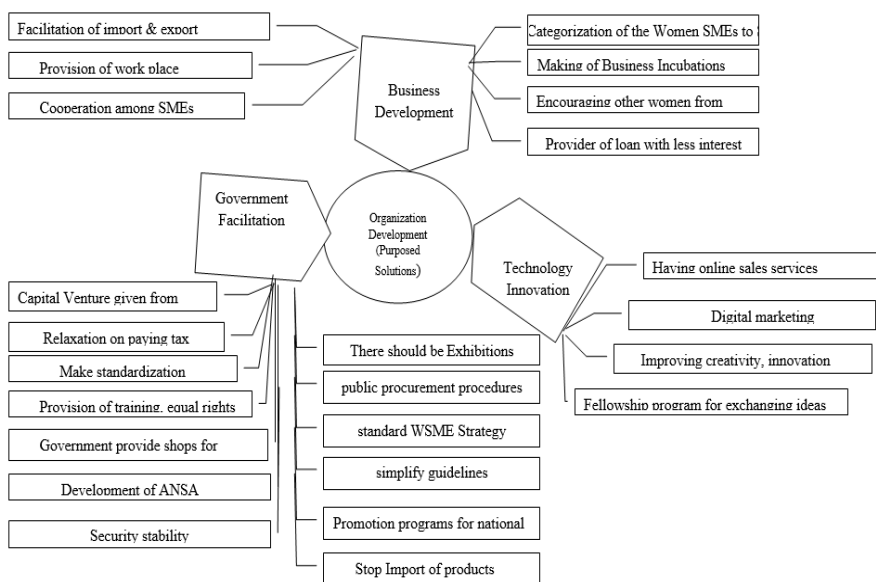 Facilitation of import & export
Provision of work place
Cooperation among SMEs
Business
Development
Categorization of the Women SMEs to
Making of Business Incubations
Encouraging other women from
Provider of loan with less interest
Government
Facilitation
Organization
Development
(Purposed
Solutions)
Technology
Innovation
Having online sales services
Digital marketing
Improving creativity, innovation
Fellowship program for exchanging ideas
Capital Venture given from
Relaxation on paying tax
Make standardization
Provision of training, equal rights
Government provide shops for
Development of ANSA
Security stability
There should be Exhibitions
public procurement procedures
standard WSME Strategy
simplify guidelines
Promotion programs for national
Stop Import of products